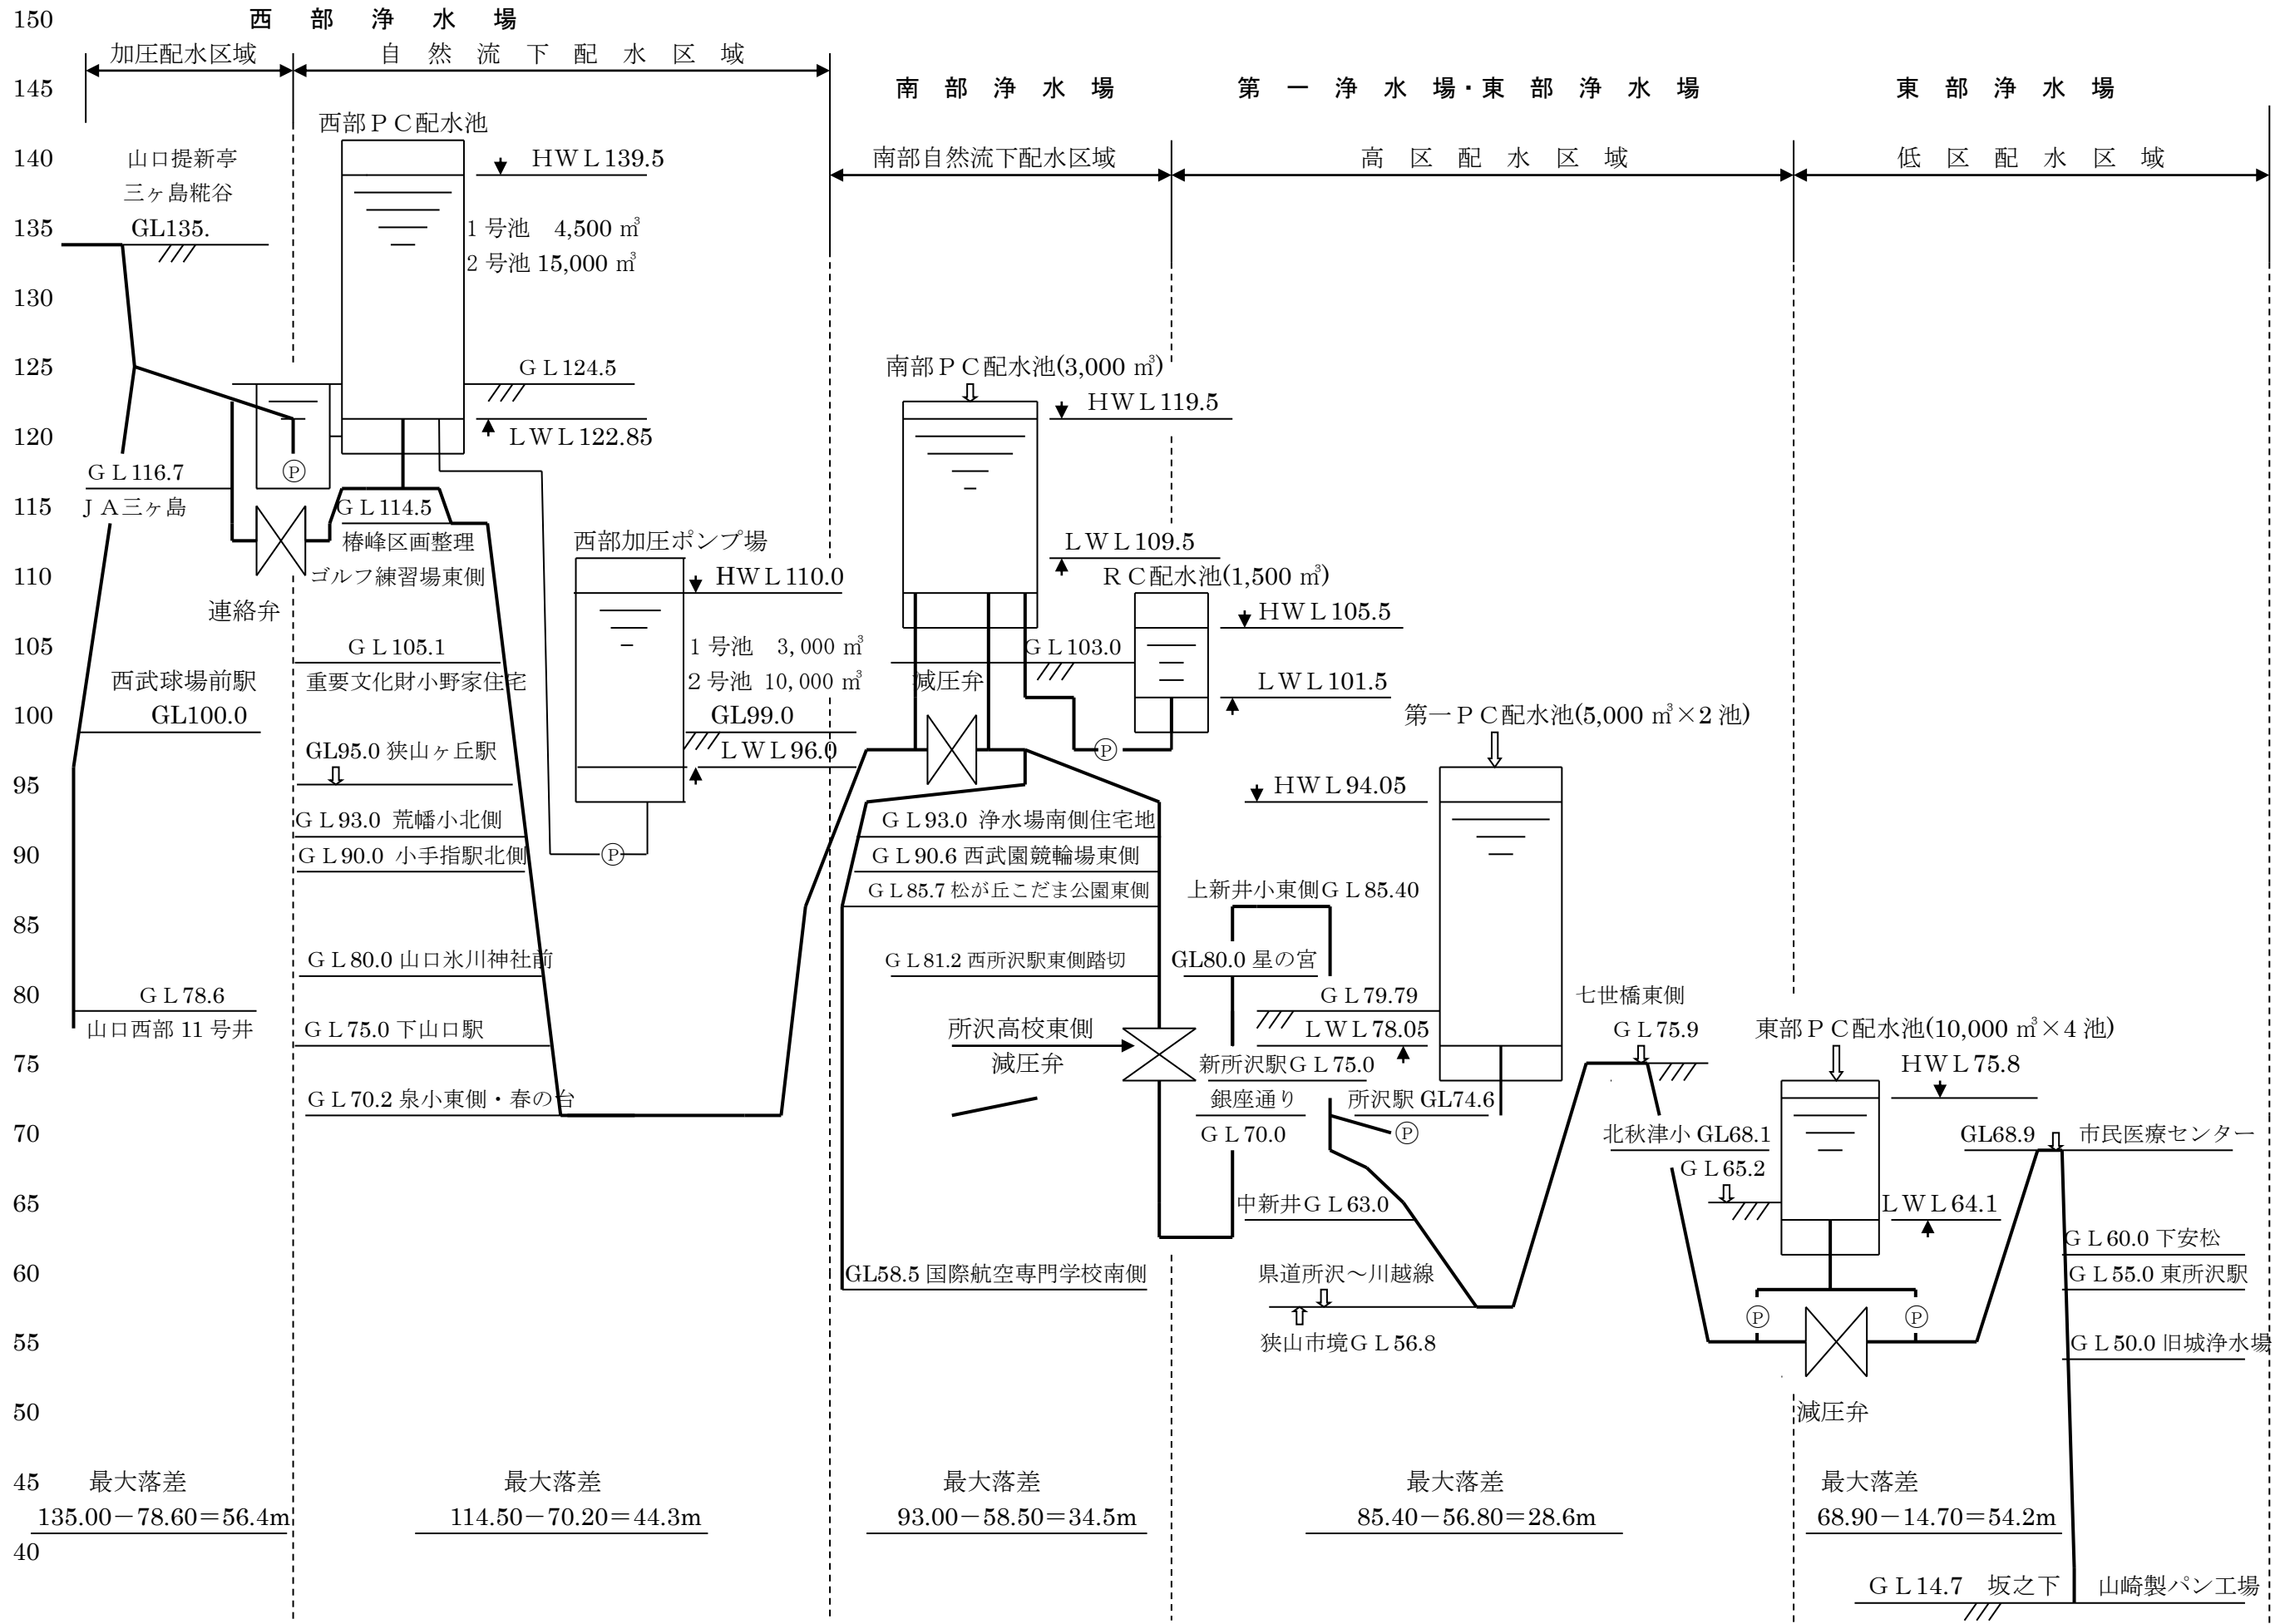 150
145
140
135
130
125
120
115
110
105
100
95
90
85
80
75
70
65
60
55
50
45
40
西部浄水場
加圧配水区域
自然流下配水区域
山口提新亭
三ヶ島糀谷
GL135.
ＧＬ116.7
ＪＡ三ヶ島
西武球場前駅
GL100.0
ＧＬ78.6
山口西部11号井
最大落差
135.00－78.60＝56.4m
西部ＰＣ配水池
HWＬ139.5
1号池　4,500㎥
2号池 15,000㎥
ＧＬ124.5
ＬＷＬ122.85
Ⓟ
連絡弁
ＧＬ114.5
椿峰区画整理
ゴルフ練習場東側
ＧＬ105.1
重要文化財小野家住宅
GL95.0 狭山ヶ丘駅
ＧＬ93.0 荒幡小北側
ＧＬ90.0 小手指駅北側
ＧＬ80.0 山口氷川神社前
ＧＬ75.0 下山口駅
ＧＬ70.2 泉小東側・春の台
西部加圧ポンプ場
HWＬ110.0
1号池　3,000㎥
2号池 10,000㎥
GL99.0
ＬＷＬ96.0
Ⓟ
最大落差
114.50－70.20＝44.3m
南部浄水場
南部自然流下配水区域
南部ＰＣ配水池(3,000㎥)
HWＬ119.5
ＬＷＬ109.5
ＲＣ配水池(1,500㎥)
HWＬ105.5
ＧＬ103.0
ＬＷＬ101.5
減圧弁
Ⓟ
ＧＬ93.0 浄水場南側住宅地
ＧＬ90.6 西武園競輪場東側
ＧＬ85.7 松が丘こだま公園東側
ＧＬ81.2 西所沢駅東側踏切
所沢高校東側
減圧弁
GL58.5 国際航空専門学校南側
最大落差
93.00－58.50＝34.5m
第一浄水場・東部浄水場
高区配水区域
第一ＰＣ配水池(5,000㎥×2池)
HWＬ94.05
上新井小東側ＧＬ85.40
GL80.0 星の宮
ＧＬ79.79
ＬＷＬ78.05
新所沢駅ＧＬ75.0
銀座通り
ＧＬ70.0
所沢駅 GL74.6
Ⓟ
中新井ＧＬ63.0
県道所沢～川越線
狭山市境ＧＬ56.8
七世橋東側
ＧＬ75.9
北秋津小 GL68.1
ＧＬ65.2
最大落差
85.40－56.80＝28.6m
東部浄水場
低区配水区域
東部ＰＣ配水池(10,000㎥×4池)
HWＬ75.8
ＬＷＬ64.1
GL68.9 市民医療センター
ＧＬ60.0 下安松
ＧＬ55.0 東所沢駅
ＧＬ50.0 旧城浄水場
Ⓟ
Ⓟ
減圧弁
最大落差
68.90－14.70＝54.2m
ＧＬ14.7　坂之下　山崎製パン工場